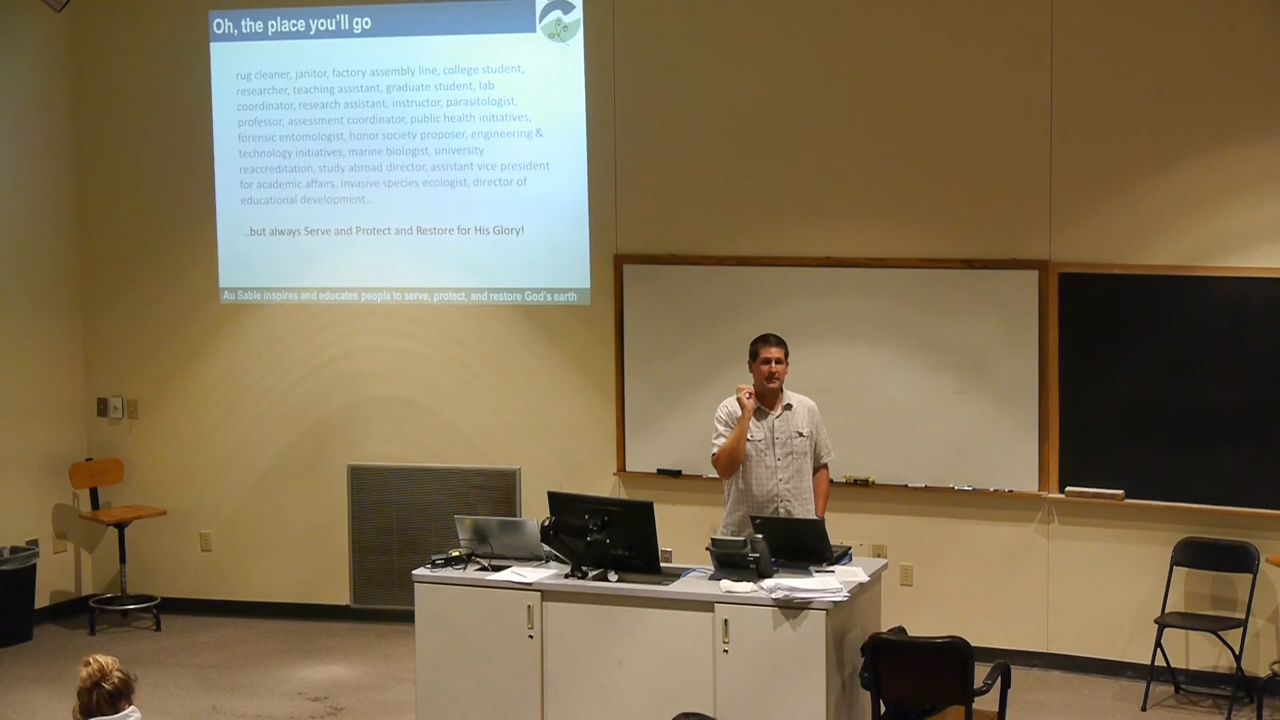 Oh, the place you'll go
rug cleaner, janitor, factory assembly line, college student,
researcher, teaching assistant, graduate student, lab
coordinator, research assistant, instructor, parasitologist,
professor, assessment coordinator, public health initiatives,
forensic entomologist, honor society proposer, engineering &
technology initiatives, marine biologist, university
reaccreditation, study abroad director, assistant vice president
for academic affairs, invasive species ecologist, director of
educational development...
...but always Serve and Protect and Restore for His Glory!
Au Sable inspires and educates people to serve, protect, and restore God's earth